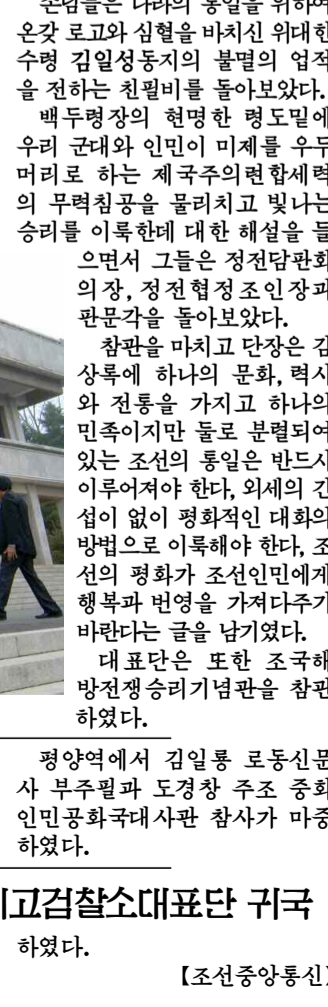 손님들은 나라의 통일을 위하여
온갖 로고와 심혈을 바치신 위대한
수령 김일성동지의 불멸의 업적
을 전하는 친필비를 돌아보았다.
백두령장의 현명한 령도밑에
우리 군대와 인민이 미제를 우두
머리로 하는 제국주의련합세력
의 무력침공을 물리치고 빛나는
승리를 이룩한데 대한 해설을 들
으면서 그들은 정전담판회
의장, 정전협정조인장과
판문각을 돌아보았다.
참관을 마치고 단장은 감
상록에 하나의 문화, 력사
와 전통을 가지고 하나의
민족이지만 둘로 분렬되여
있는 조선의 통일은 반드시
이루어져야 한다, 외세의 간
섭이 없이 평화적인 대화의
방법으로 이룩해야 한다, 조
선의 평화가 조선인민에게
행복과 번영을 가져다주기
바란다는 글을 남기였다.
대표단은 또한 조국해
방전쟁승리기념관을 참관
하였다.
평양역에서 김일룡 로동신문
사 부주필과 도경창 주조 중화
인민공화국대사관 참사가 마중
하였다.
고검찰소대표단 귀국
하였다.
【조선중앙통신】